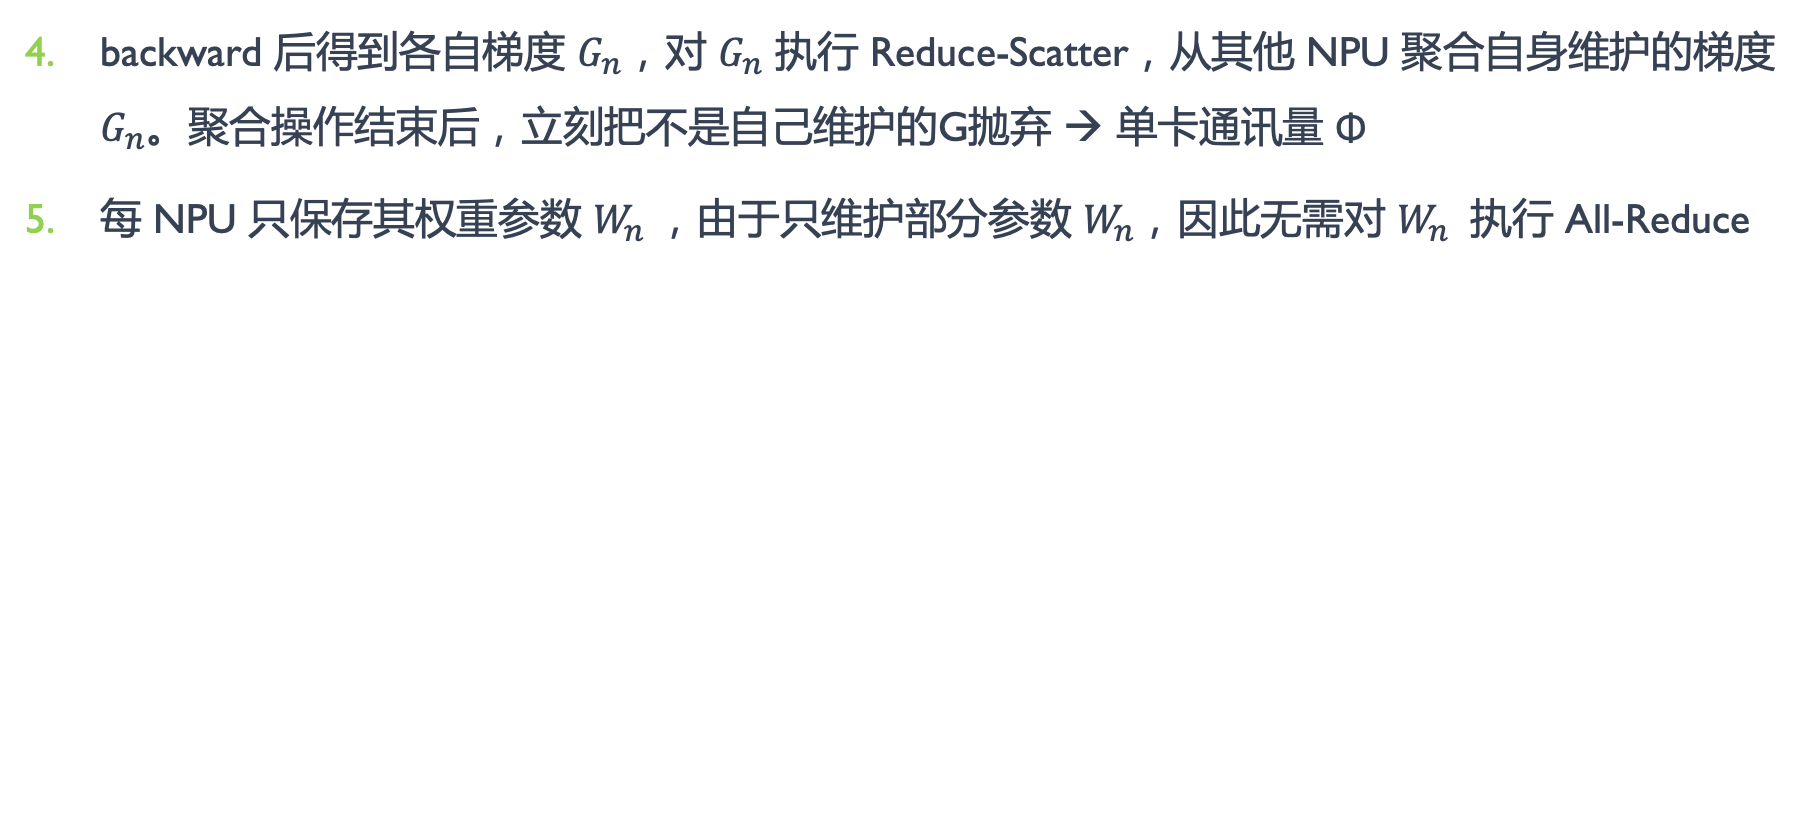 4. backward 后得到各自梯度 Gₙ，对 Gₙ 执行 Reduce-Scatter，从其他 NPU 聚合自身维护的梯度
Gₙ。聚合操作结束后，立刻把不是自己维护的G抛弃 → 单卡通讯量 Φ
5. 每 NPU 只保存其权重参数 Wₙ ，由于只维护部分参数 Wₙ，因此无需对 Wₙ 执行 All-Reduce